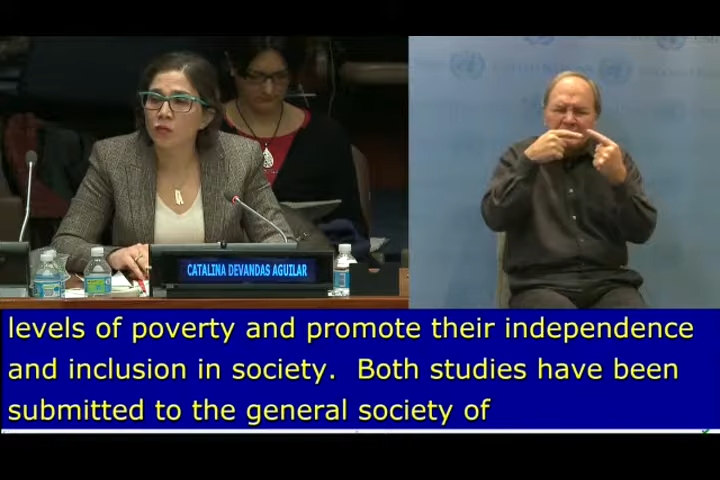 CATALINA DEVANDAS AGUILAR
levels of poverty and promote their independence
and inclusion in society.  Both studies have been
submitted to the general society of